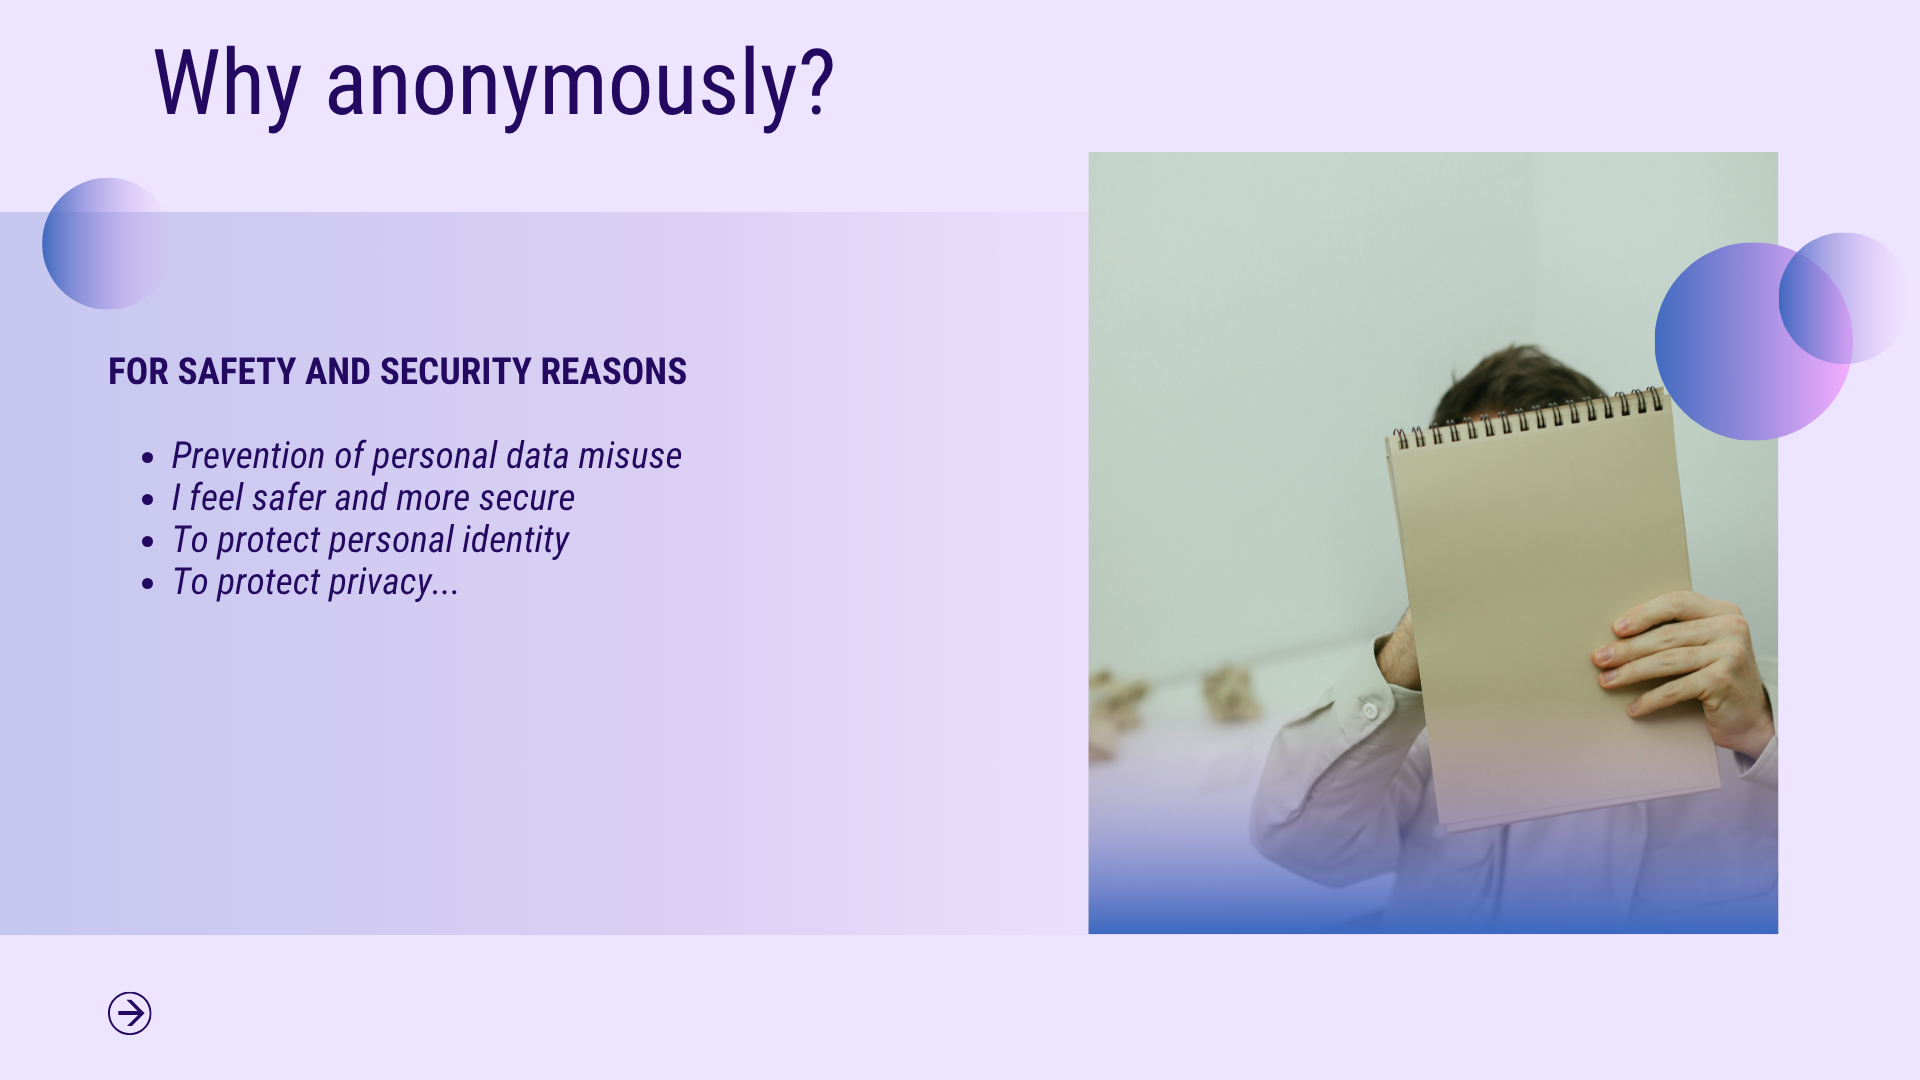 Why anonymously?
FOR SAFETY AND SECURITY REASONS
• Prevention of personal data misuse
• I feel safer and more secure
• To protect personal identity
• To protect privacy...